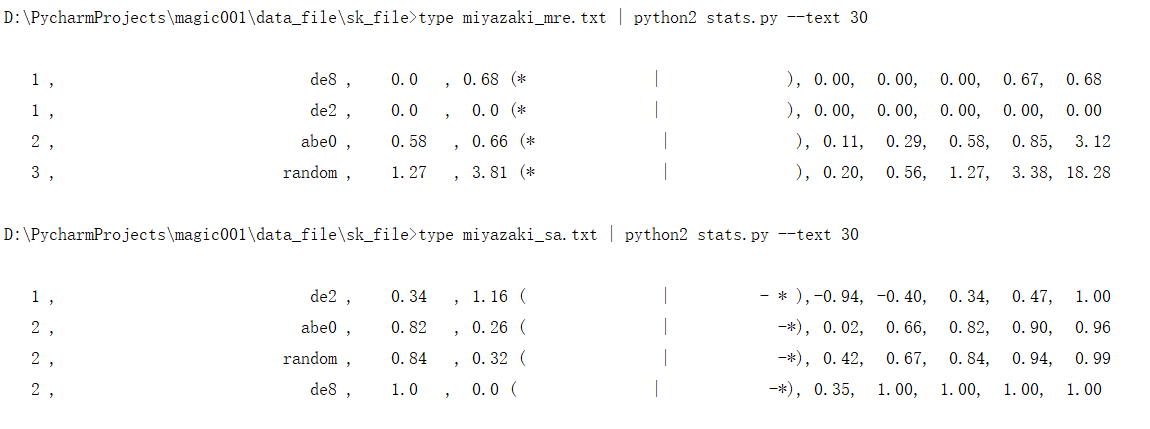 D:\PycharmProjects\magic001\data_file\sk_file>type miyazaki_mre.txt | python2 stats.py --text 30
1 , de8 , 0.0 , 0.68 (* | ), 0.00, 0.00, 0.00, 0.67, 0.68
1 , de2 , 0.0 , 0.0 (* | ), 0.00, 0.00, 0.00, 0.00, 0.00
2 , abe0 , 0.58 , 0.66 (* | ), 0.11, 0.29, 0.58, 0.85, 3.12
3 , random , 1.27 , 3.81 (* | ), 0.20, 0.56, 1.27, 3.38, 18.28
D:\PycharmProjects\magic001\data_file\sk_file>type miyazaki_sa.txt | python2 stats.py --text 30
1 , de2 , 0.34 , 1.16 ( | - * ),-0.94, -0.40, 0.34, 0.47, 1.00
2 , abe0 , 0.82 , 0.26 ( | -*), 0.02, 0.66, 0.82, 0.90, 0.96
2 , random , 0.84 , 0.32 ( | -*), 0.42, 0.67, 0.84, 0.94, 0.99
2 , de8 , 1.0 , 0.0 ( | -*), 0.35, 1.00, 1.00, 1.00, 1.00